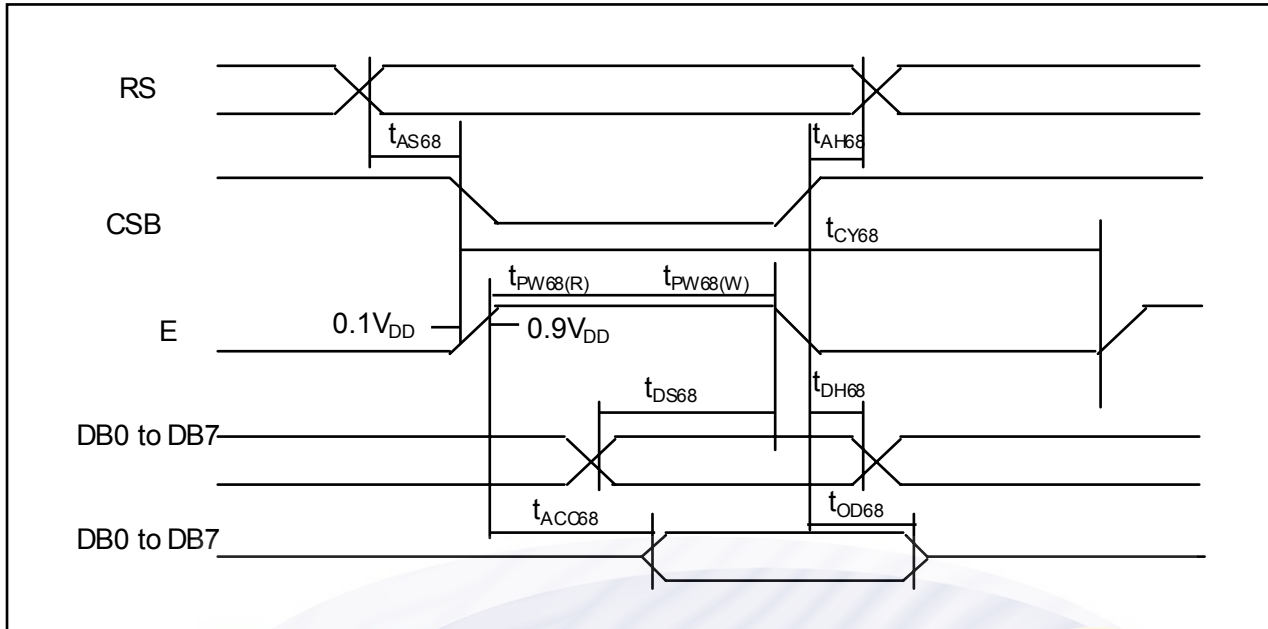 RS
tAS68
tAH68
CSB
tCY68
tPW68(R)
tPW68(W)
E
0.1VDD
0.9VDD
tDS68
tDH68
DB0 to DB7
tACC68
tOD68
DB0 to DB7